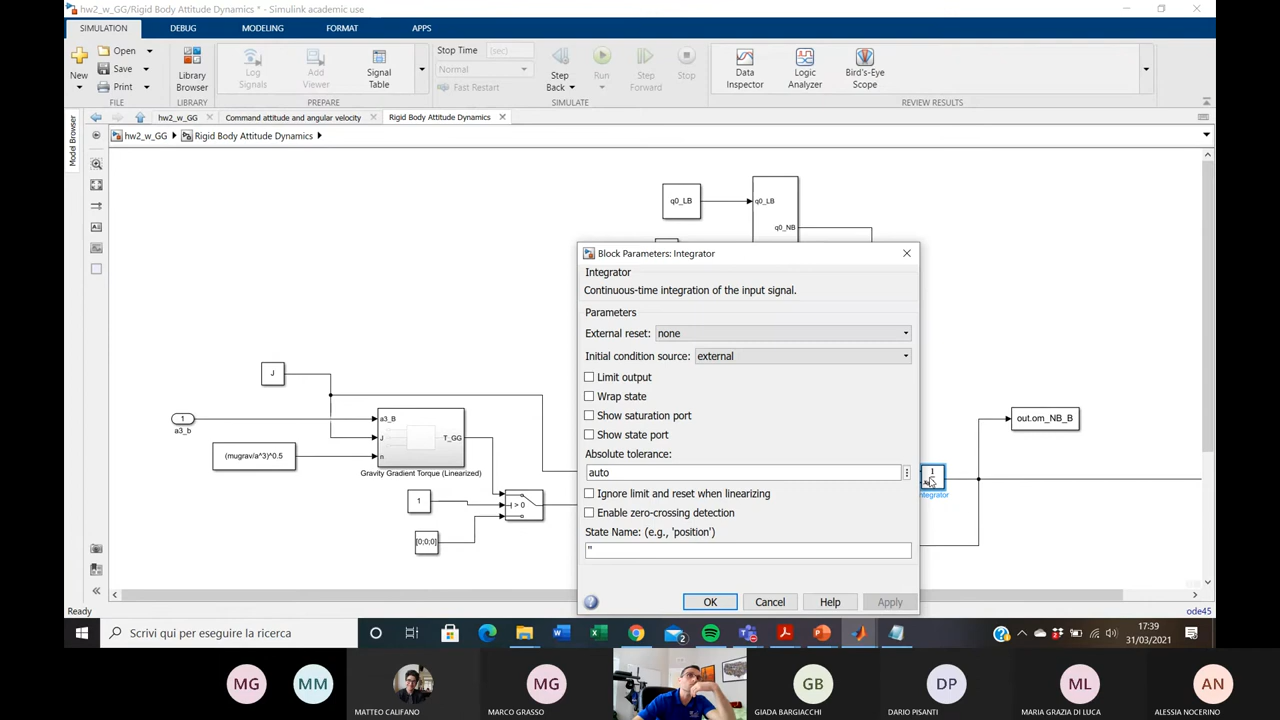 hw2_w_GG/Rigid Body Attitude Dynamics * - Simulink academic use
SIMULATION
DEBUG
MODELING
FORMAT
APPS
New
Open
Save
Print
FILE
Library Browser
LIBRARY
Log Signals
Add Viewer
Signal Table
PREPARE
Stop Time (sec)
Normal
Fast Restart
Step Back
Run
Step Forward
Stop
SIMULATE
Data Inspector
Logic Analyzer
Bird's-Eye Scope
REVIEW RESULTS
hw2_w_GG
Command attitude and angular velocity
Rigid Body Attitude Dynamics
Model Browser
hw2_w_GG
Rigid Body Attitude Dynamics
q0_LB
q0_LB
q0_NB
Block Parameters: Integrator
Integrator
Continuous-time integration of the input signal.
Parameters
External reset: none
Initial condition source: external
Limit output
Wrap state
Show saturation port
Show state port
Absolute tolerance:
auto
Ignore limit and reset when linearizing
Enable zero-crossing detection
State Name: (e.g., 'position')
''
OK
Cancel
Help
Apply
J
1
a3_b
a3_B
J
n
T_GG
(mugrav/a^3)^0.5
Gravity Gradient Torque (Linearized)
1
> 0
[0;0;0]
out.om_NB_B
1
Integrator
Ready
ode45
Scrivi qui per eseguire la ricerca
2
17:39
31/03/2021
MG
MM
MATTEO CALIFANO
MG
MARCO GRASSO
GB
GIADA BARGIACCHI
DP
DARIO PISANTI
ML
MARIA GRAZIA DI LUCA
AN
ALESSIA NOCERINO